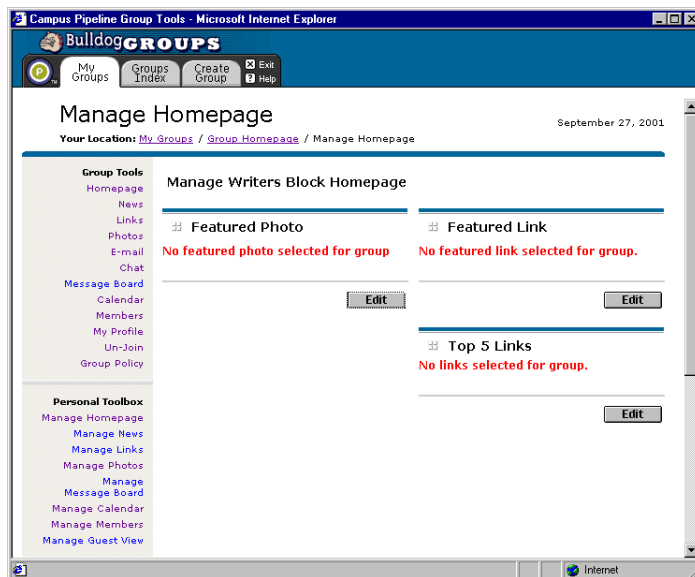 Campus Pipeline Group Tools - Microsoft Internet Explorer
BulldogGROUPS
My Groups
Groups Index
Create Group
Exit
Help
P
TM
Manage Homepage
September 27, 2001
Your Location: My Groups / Group Homepage / Manage Homepage
Group Tools
Homepage
News
Links
Photos
E-mail
Chat
Message Board
Calendar
Members
My Profile
Un-Join
Group Policy
Personal Toolbox
Manage Homepage
Manage News
Manage Links
Manage Photos
Manage
Message Board
Manage Calendar
Manage Members
Manage Guest View
Manage Writers Block Homepage
Featured Photo
No featured photo selected for group
Edit
Featured Link
No featured link selected for group.
Edit
Top 5 Links
No links selected for group.
Edit
Internet